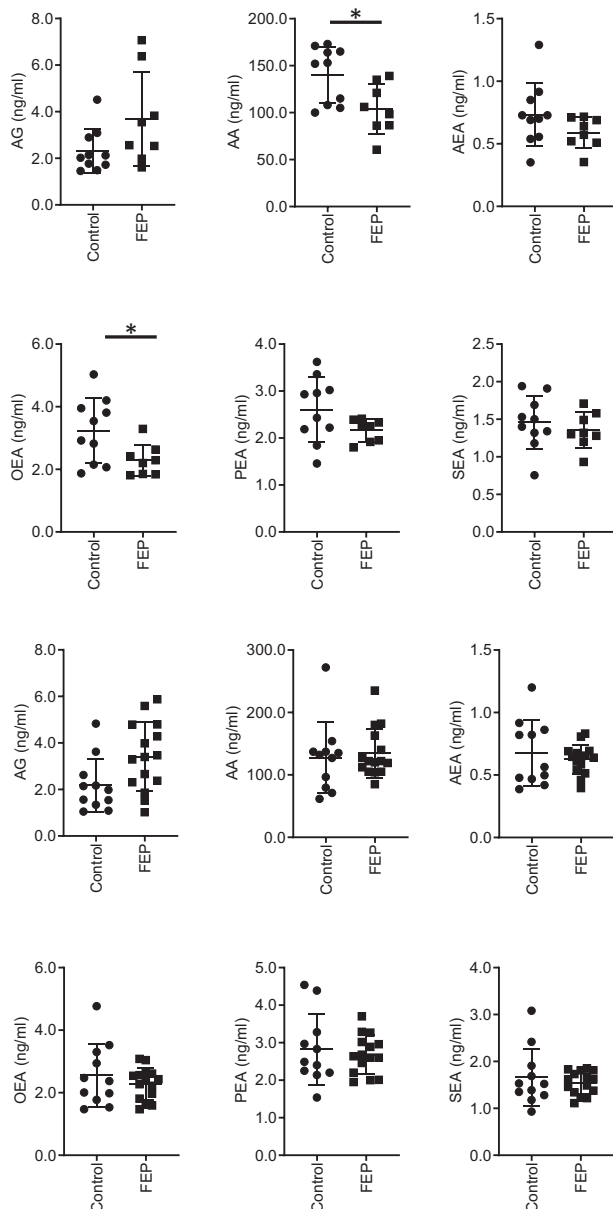 AG (ng/ml)
8.0
6.0
4.0
2.0
0.0
Control
FEP
AA (ng/ml)
200.0
150.0
100.0
50.0
0.0
*
Control
FEP
AEA (ng/ml)
1.5
1.0
0.5
0.0
Control
FEP
OEA (ng/ml)
6.0
4.0
2.0
0.0
*
Control
FEP
PEA (ng/ml)
4.0
3.0
2.0
1.0
0.0
Control
FEP
SEA (ng/ml)
2.5
2.0
1.5
1.0
0.5
0.0
Control
FEP
AG (ng/ml)
8.0
6.0
4.0
2.0
0.0
Control
FEP
AA (ng/ml)
300.0
200.0
100.0
0.0
Control
FEP
AEA (ng/ml)
1.5
1.0
0.5
0.0
Control
FEP
OEA (ng/ml)
6.0
4.0
2.0
0.0
Control
FEP
PEA (ng/ml)
5.0
4.0
3.0
2.0
1.0
0.0
Control
FEP
SEA (ng/ml)
4.0
3.0
2.0
1.0
0.0
Control
FEP